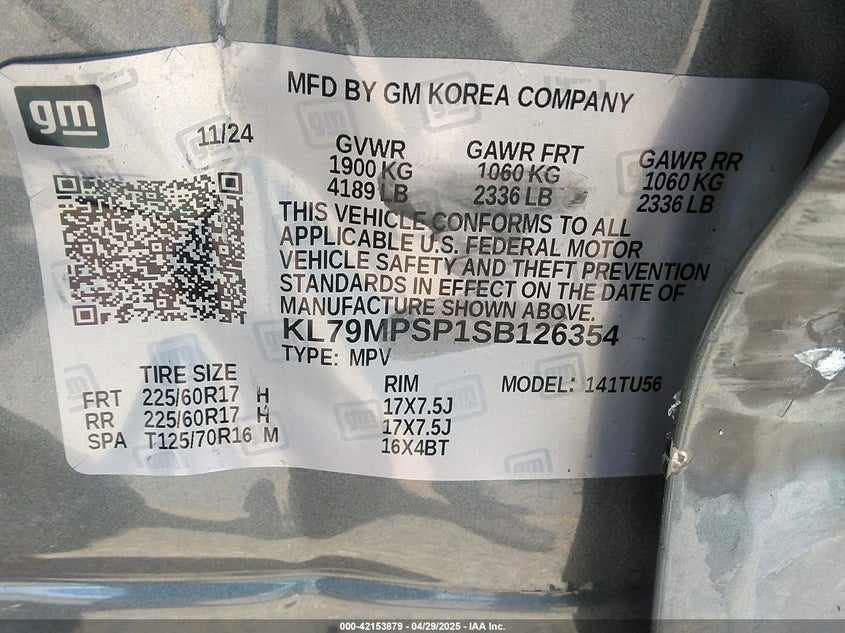 gm
MFD BY GM KOREA COMPANY
11/24
GVWR
1900 KG
4189 LB
GAWR FRT
1060 KG
2336 LB
GAWR RR
1060 KG
2336 LB
THIS VEHICLE CONFORMS TO ALL
APPLICABLE U.S. FEDERAL MOTOR
VEHICLE SAFETY AND THEFT PREVENTION
STANDARDS IN EFFECT ON THE DATE OF
MANUFACTURE SHOWN ABOVE.
KL79MPSP1SB126354
TYPE: MPV
TIRE SIZE
FRT 225/60R17 H
RR 225/60R17 H
SPA T125/70R16 M
RIM
17X7.5J
17X7.5J
16X4BT
MODEL: 141TU56
000-42153879 - 04/29/2025 - IAA Inc.